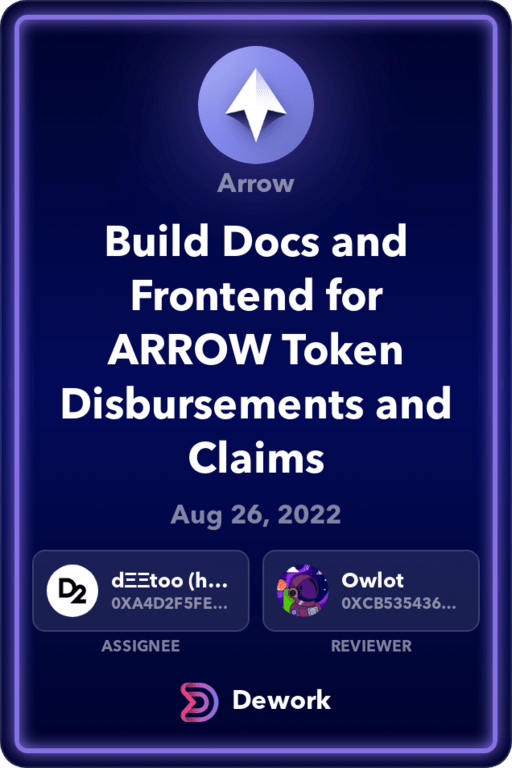 Arrow
Build Docs and
Frontend for
ARROW Token
Disbursements and
Claims
Aug 26, 2022
D2
dΞΞtoo (h...
0XA4D2F5FE...
Owlot
0XCB535436...
ASSIGNEE
REVIEWER
Dework